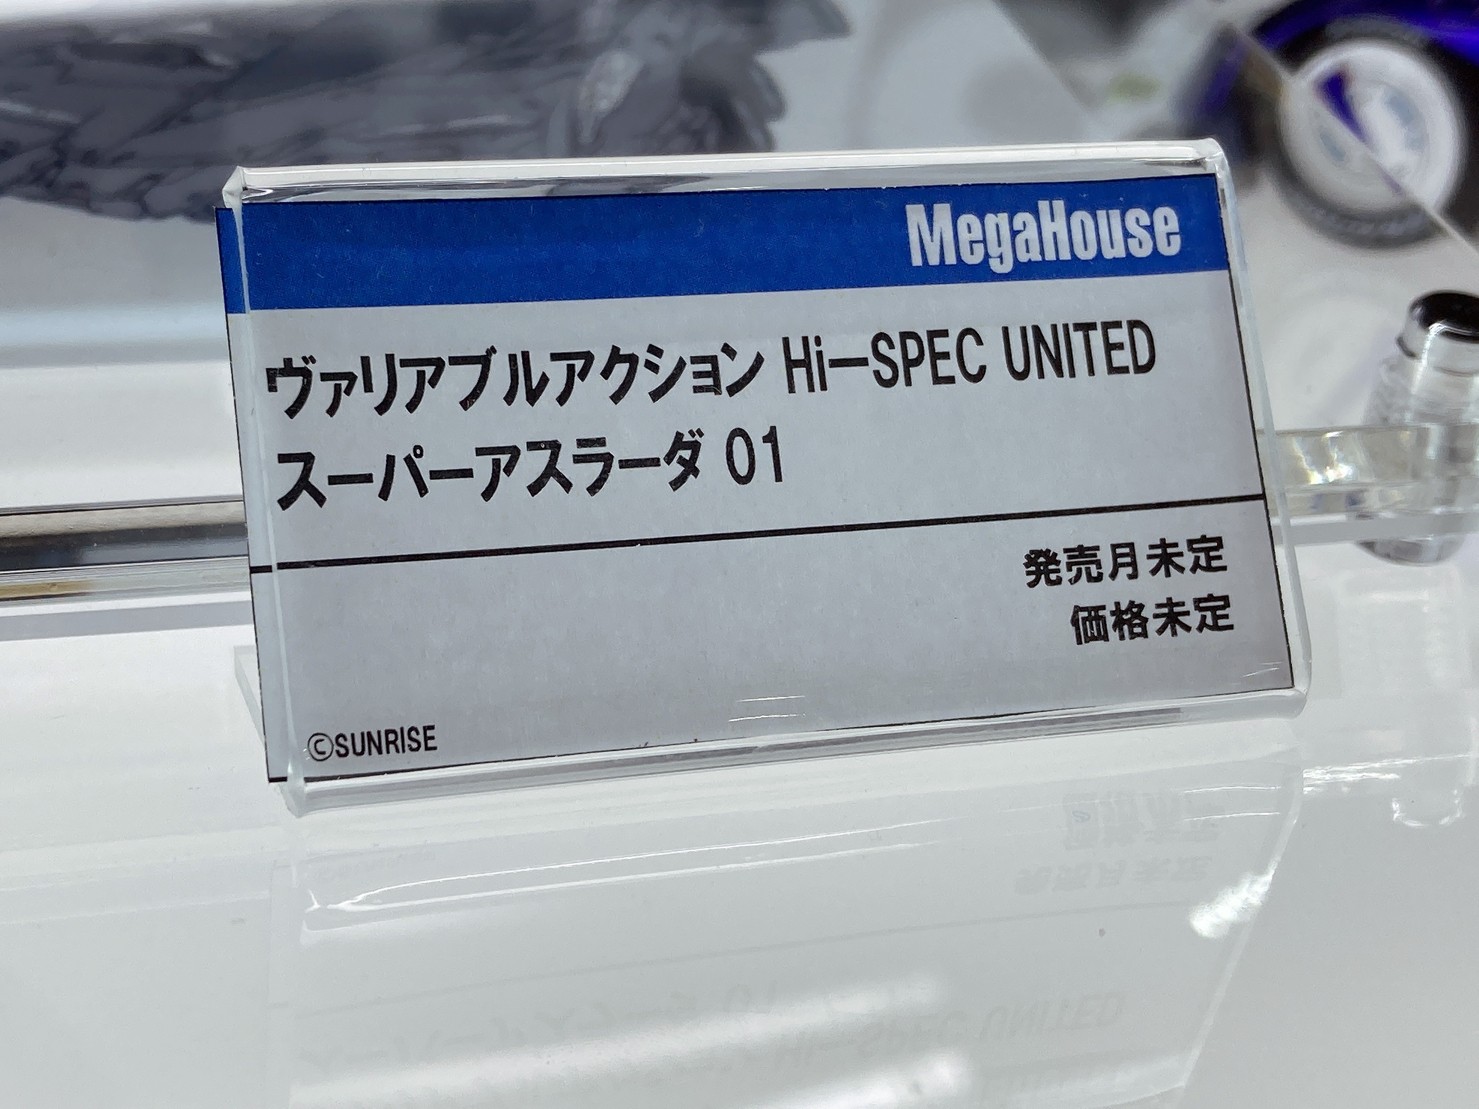 MegaHouse
ヴァリアブルアクション Hi-SPEC UNITED
スーパーアスラーダ 01
発売月未定
価格未定
©SUNRISE